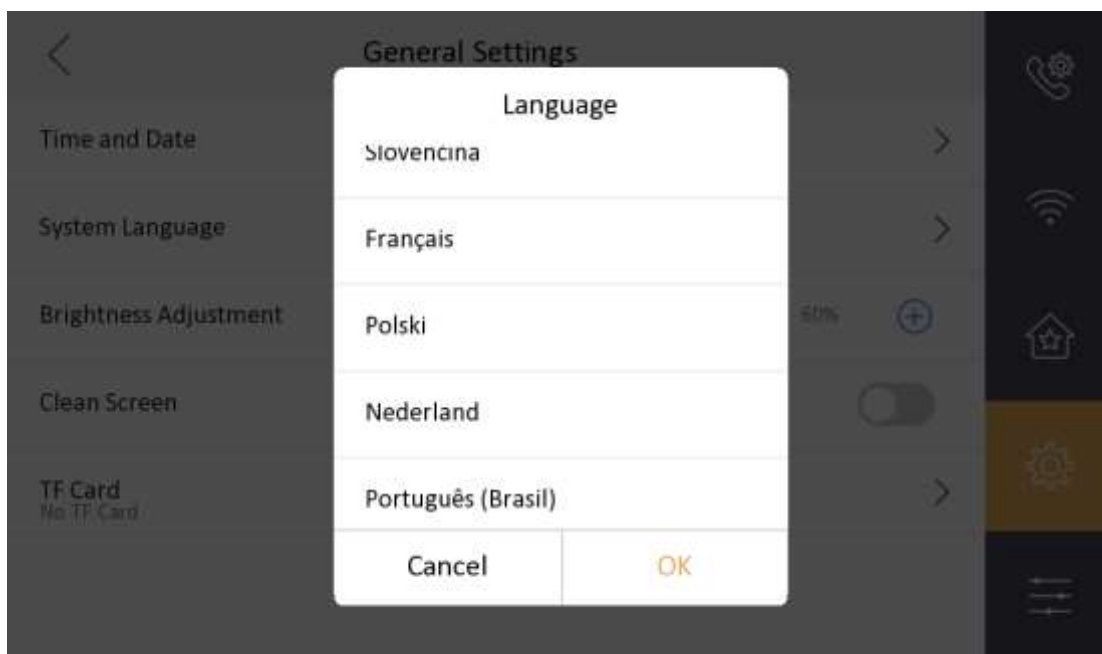 General Settings
Language
Time and Date
Slovenčina
System Language
Français
Brightness Adjustment
Polski
60%
Clean Screen
Nederland
TF Card
No TF Card
Português (Brasil)
Cancel
OK